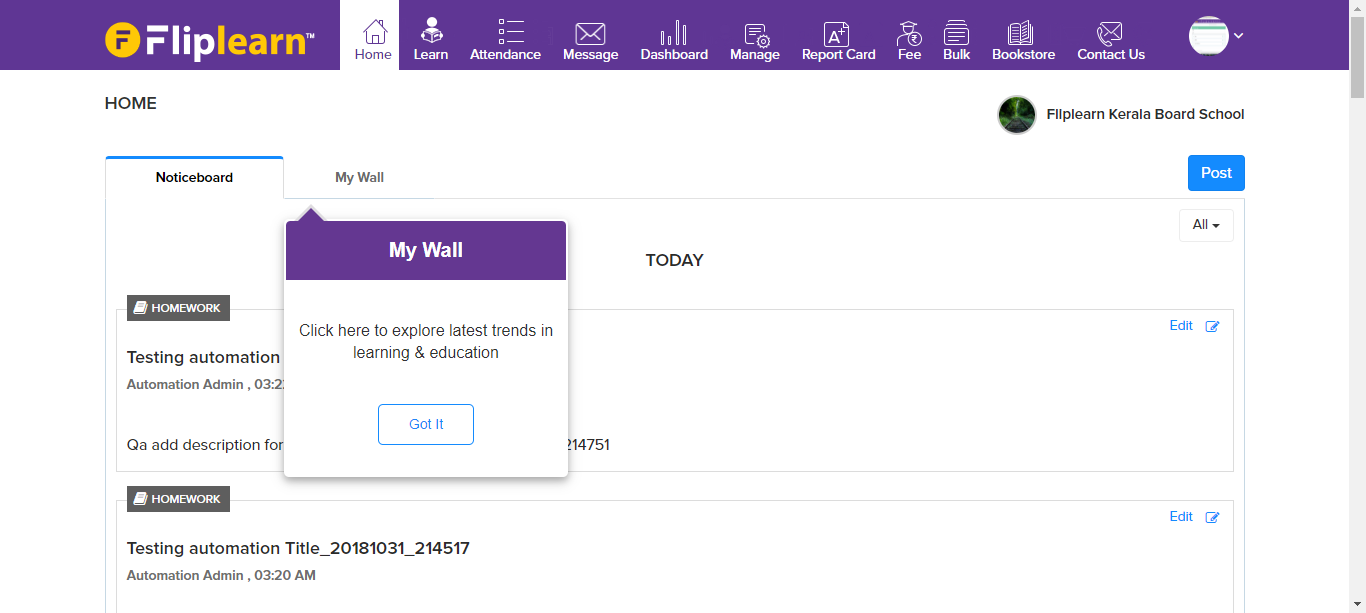 Fliplearn™
Home
Learn
Attendance
Message
Dashboard
Manage
Report Card
Fee
Bulk
Bookstore
Contact Us
HOME
Fliplearn Kerala Board School
Noticeboard
My Wall
Post
All
My Wall
Click here to explore latest trends in
learning & education
Got It
TODAY
HOMEWORK
Edit
Testing automation
Automation Admin , 03:2
Qa add description for 214751
HOMEWORK
Edit
Testing automation Title_20181031_214517
Automation Admin , 03:20 AM